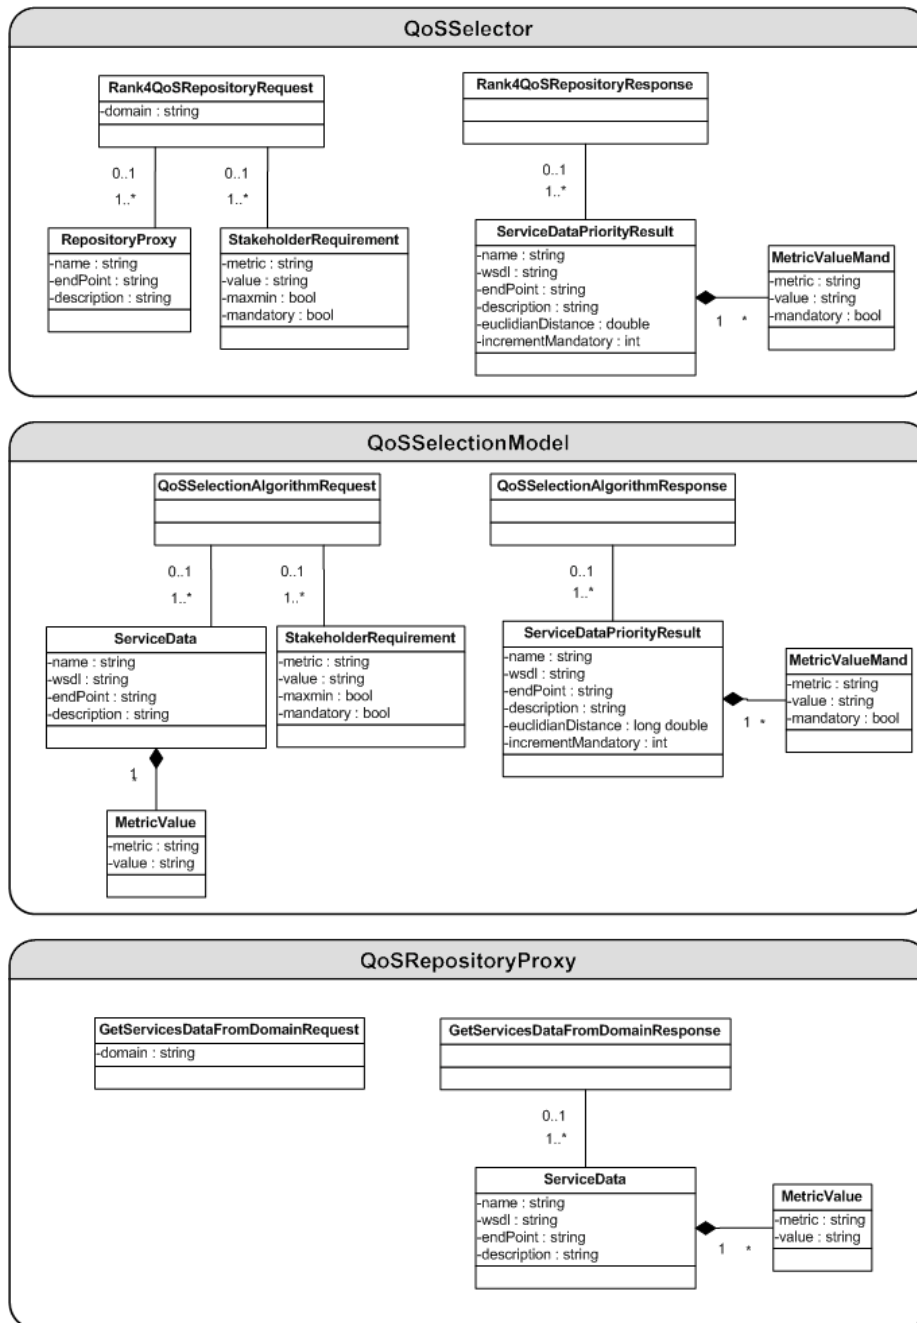 QoSSelector
Rank4QoSRepositoryRequest
-domain : string
Rank4QoSRepositoryResponse
0..1
1..*
0..1
1..*
0..1
1..*
RepositoryProxy
-name : string
-endPoint : string
-description : string
StakeholderRequirement
-metric : string
-value : string
-maxmin : bool
-mandatory : bool
ServiceDataPriorityResult
-name : string
-wsdl : string
-endPoint : string
-description : string
-euclidianDistance : double
-incrementMandatory : int
1 *
MetricValueMand
-metric : string
-value : string
-mandatory : bool
QoSSelectionModel
QoSSelectionAlgorithmRequest
QoSSelectionAlgorithmResponse
0..1
1..*
0..1
1..*
0..1
1..*
ServiceData
-name : string
-wsdl : string
-endPoint : string
-description : string
StakeholderRequirement
-metric : string
-value : string
-maxmin : bool
-mandatory : bool
ServiceDataPriorityResult
-name : string
-wsdl : string
-endPoint : string
-description : string
-euclidianDistance : long double
-incrementMandatory : int
1 *
MetricValueMand
-metric : string
-value : string
-mandatory : bool
1
MetricValue
-metric : string
-value : string
QoSRepositoryProxy
GetServicesDataFromDomainRequest
-domain : string
GetServicesDataFromDomainResponse
0..1
1..*
ServiceData
-name : string
-wsdl : string
-endPoint : string
-description : string
1 *
MetricValue
-metric : string
-value : string